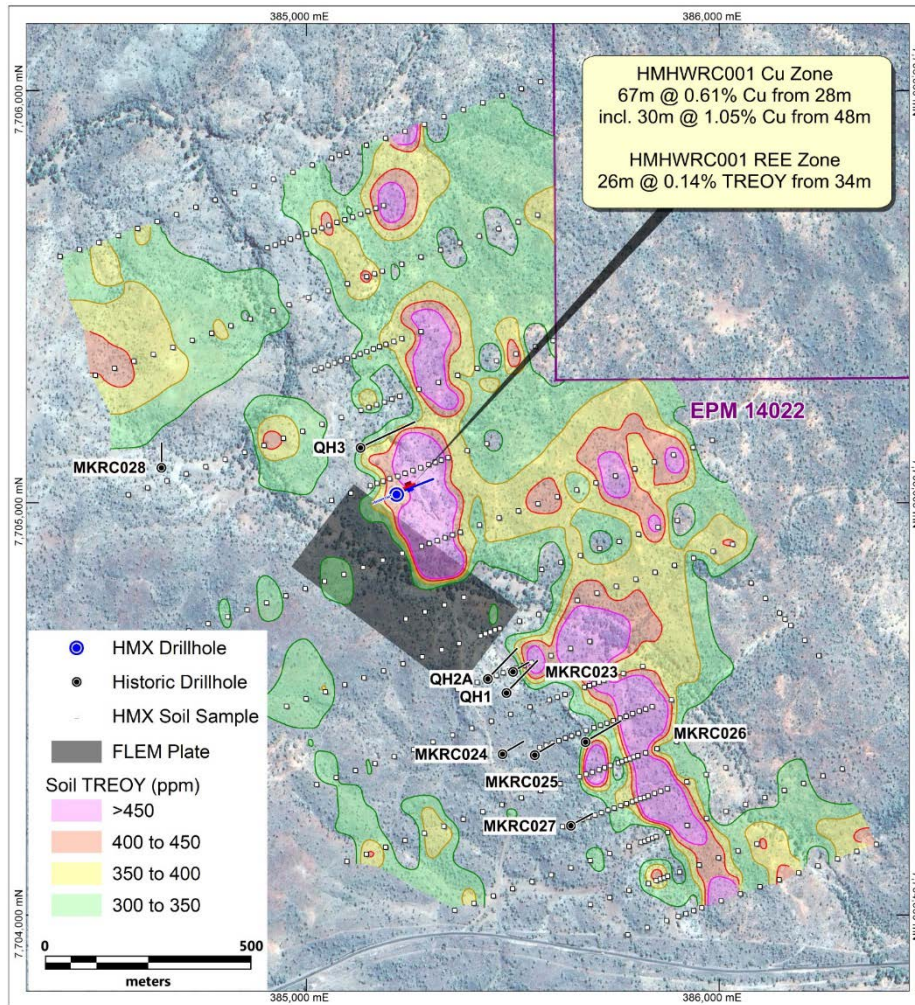 385,000 mE
386,000 mE
7,706,000 mN
HMHWRC001 Cu Zone
67m @ 0.61% Cu from 28m
incl. 30m @ 1.05% Cu from 48m
HMHWRC001 REE Zone
26m @ 0.14% TREOY from 34m
EPM 14022
QH3
MKRC028
7,705,000 mN
HMX Drillhole
Historic Drillhole
HMX Soil Sample
FLEM Plate
Soil TREOY (ppm)
>450
400 to 450
350 to 400
300 to 350
0
500
meters
QH2A
MKRC023
QH1
MKRC024
MKRC026
MKRC025
MKRC027
7,704,000 mN
385,000 mE
386,000 mE